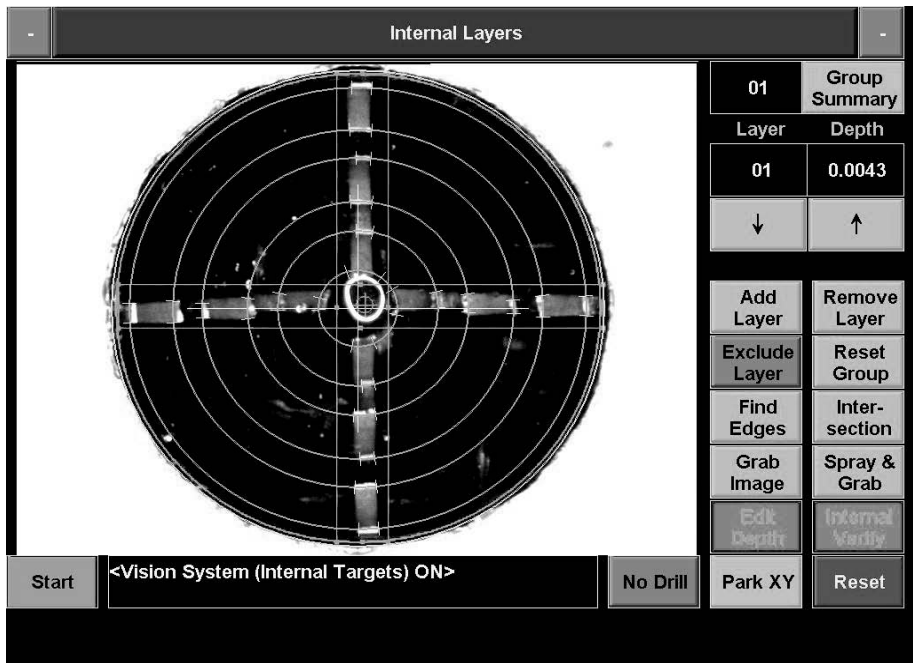 -
Internal Layers
-
01
Group
Summary
Layer
Depth
01
0.0043
↓
↑
Add
Layer
Remove
Layer
Exclude
Layer
Reset
Group
Find
Edges
Inter-
section
Grab
Image
Spray &
Grab
Edit
Depth
Internal
Verify
Start
<Vision System (Internal Targets) ON>
No Drill
Park XY
Reset